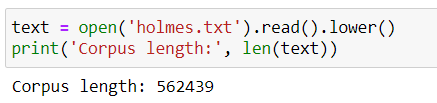 text = open('holmes.txt').read().lower()
print('Corpus length:', len(text))
Corpus length: 562439